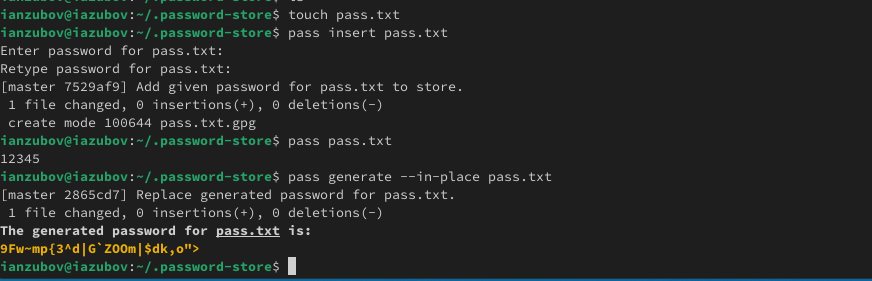 ianzubov@iazubov:~/.password-store$ touch pass.txt
ianzubov@iazubov:~/.password-store$ pass insert pass.txt
Enter password for pass.txt:
Retype password for pass.txt:
[master 7529af9] Add given password for pass.txt to store.
 1 file changed, 0 insertions(+), 0 deletions(-)
 create mode 100644 pass.txt.gpg
ianzubov@iazubov:~/.password-store$ pass pass.txt
12345
ianzubov@iazubov:~/.password-store$ pass generate --in-place pass.txt
[master 2865cd7] Replace generated password for pass.txt.
 1 file changed, 0 insertions(+), 0 deletions(-)
The generated password for pass.txt is:
9Fw~mp{3^d|G`ZOOm|$dk,o">
ianzubov@iazubov:~/.password-store$